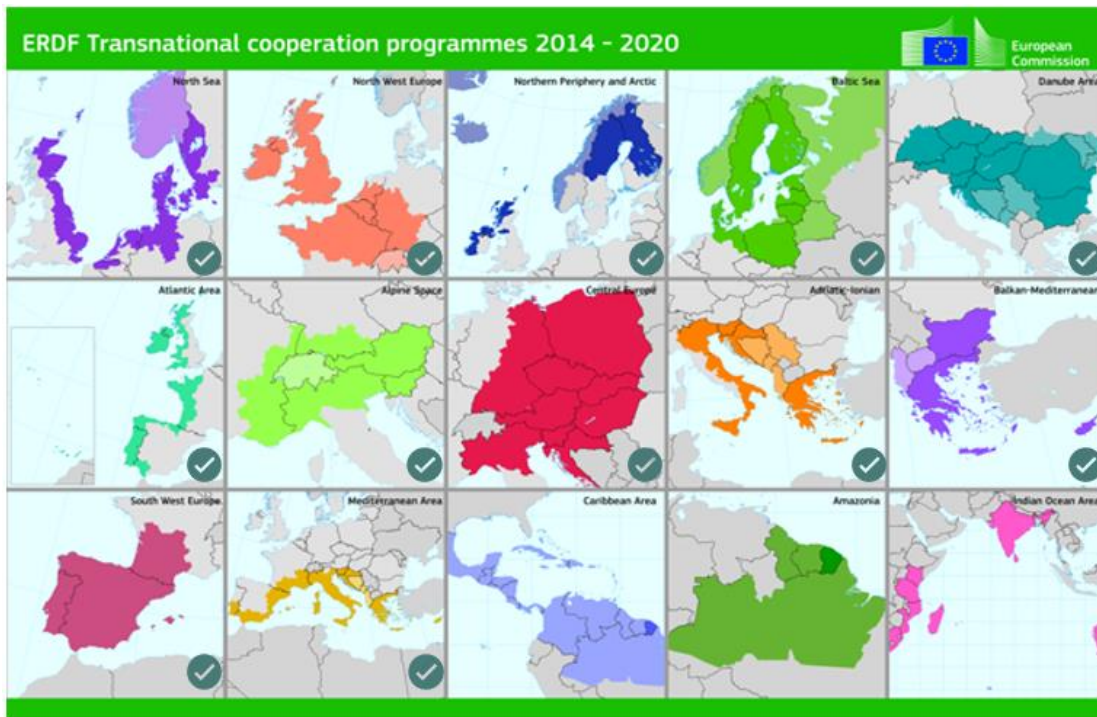 ERDF Transnational cooperation programmes 2014 - 2020
European
Commission
North Sea
North West Europe
Northern Periphery and Arctic
Baltic Sea
Danube Area
Atlantic Area
Alpine Space
Central Europe
Adriatic-Ionian
Balkan-Mediterranean
South West Europe
Mediterranean Area
Caribbean Area
Amazonia
Indian Ocean Area